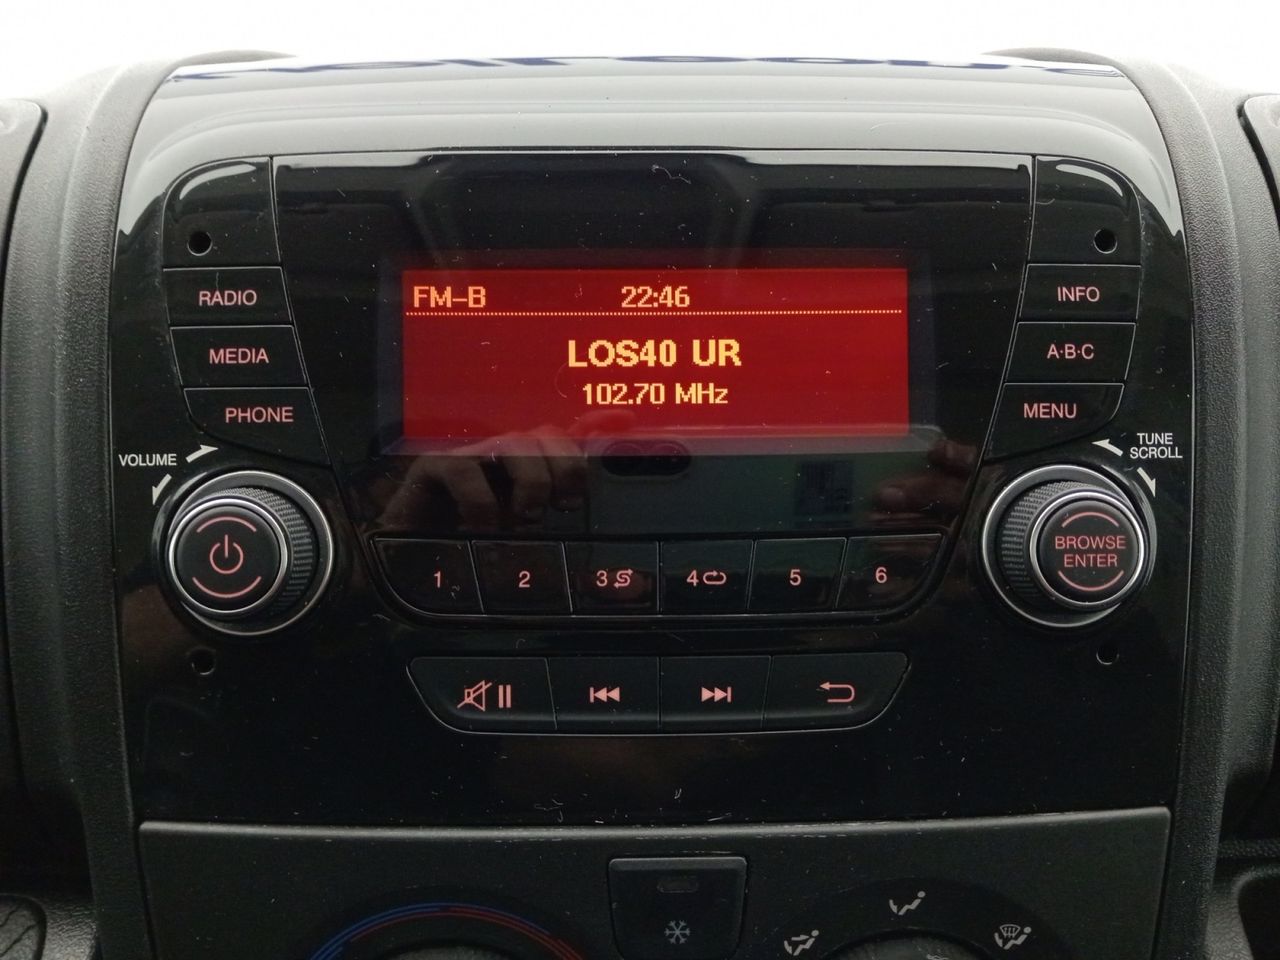 FM-B 22:46
LOS40 UR
102.70 MHz
RADIO
MEDIA
PHONE
VOLUME
INFO
A·B·C
MENU
TUNE
SCROLL
BROWSE
ENTER
1 2 3 4 5 6